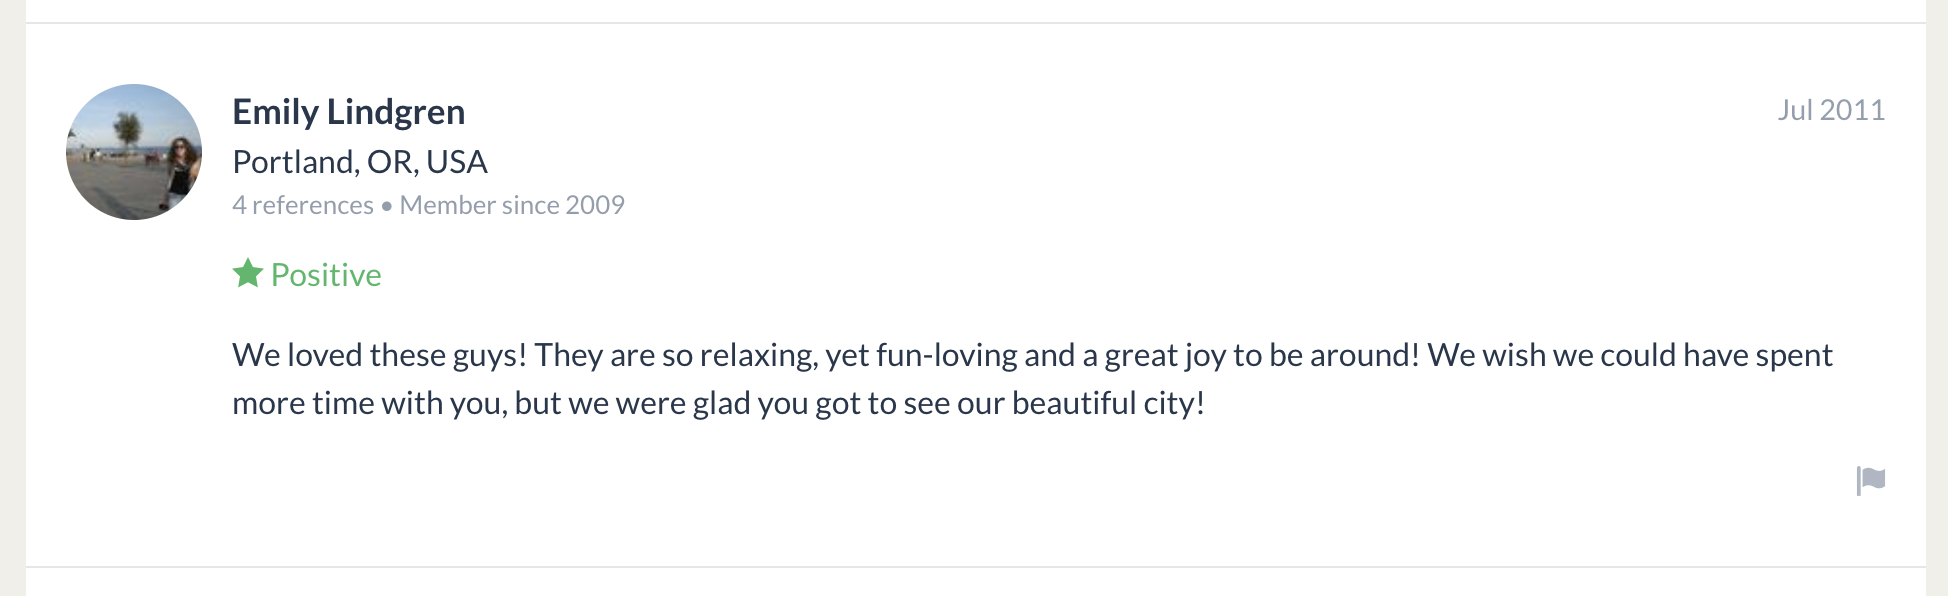 Emily Lindgren
Jul 2011
Portland, OR, USA
4 references • Member since 2009
Positive
We loved these guys! They are so relaxing, yet fun-loving and a great joy to be around! We wish we could have spent
more time with you, but we were glad you got to see our beautiful city!